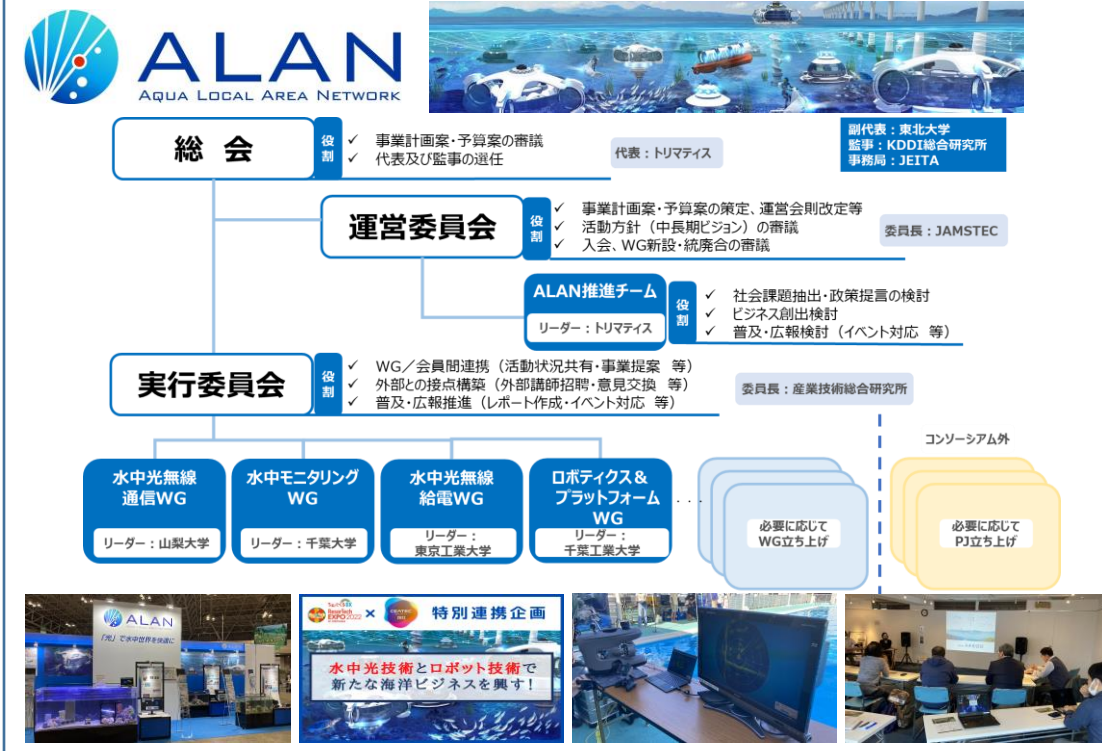 ALAN
AQUA LOCAL AREA NETWORK
総 会
役割
✓ 事業計画案・予算案の審議
✓ 代表及び監事の選任
代表：トリマティス
副代表：東北大学
監事：KDDI総合研究所
事務局：JEITA
運営委員会
役割
✓ 事業計画案・予算案の策定、運営会則改定等
✓ 活動方針（中長期ビジョン）の審議
✓ 入会、WG新設・統廃合の審議
委員長：JAMSTEC
ALAN推進チーム
リーダー：トリマティス
役割
✓ 社会課題抽出・政策提言の検討
✓ ビジネス創出検討
✓ 普及・広報検討（イベント対応 等）
実行委員会
役割
✓ WG／会員間連携（活動状況共有・事業提案 等）
✓ 外部との接点構築（外部講師招聘・意見交換 等）
✓ 普及・広報推進（レポート作成・イベント対応 等）
委員長：産業技術総合研究所
コンソーシアム外
水中光無線
通信WG
リーダー：山梨大学
水中モニタリング
WG
リーダー：千葉大学
水中光無線
給電WG
リーダー：
東京工業大学
ロボティクス＆
プラットフォーム
WG
リーダー：
千葉工業大学
．．．
必要に応じて
WG立ち上げ
必要に応じて
PJ立ち上げ
ALAN
「光」で水中世界を快適に
EXPO2022
×
特別連携企画
水中光技術とロボット技術で
新たな海洋ビジネスを興す！